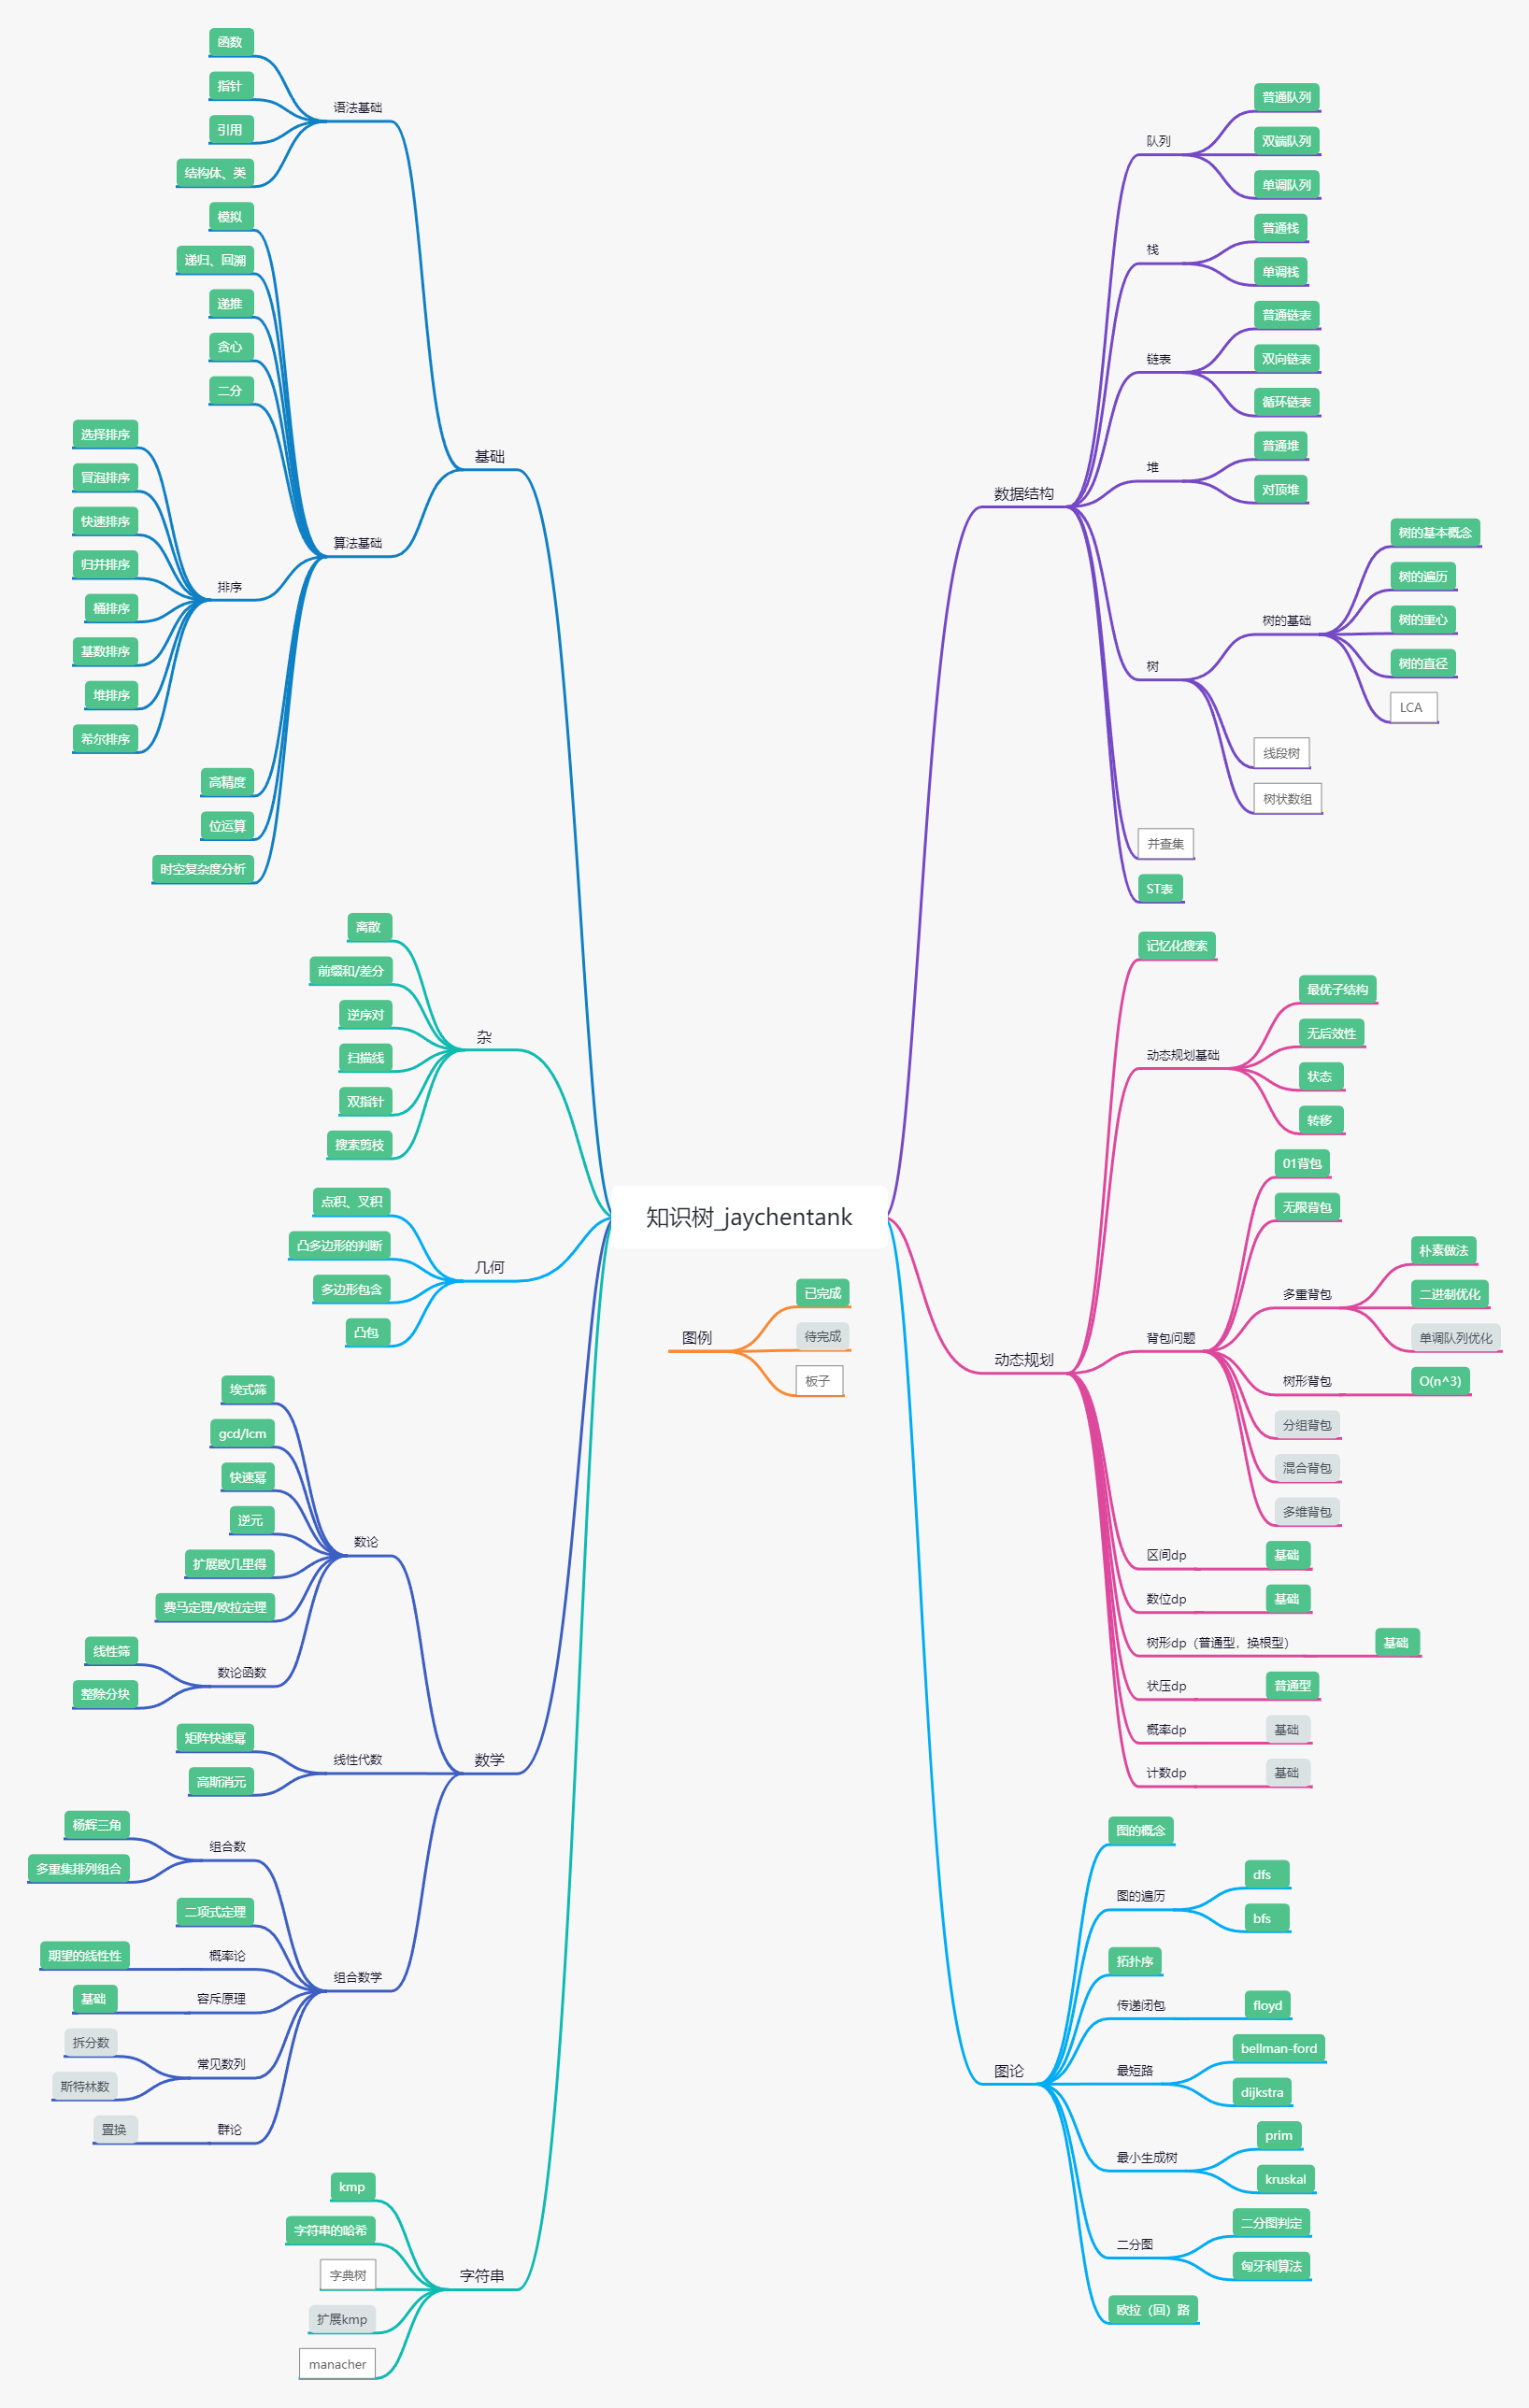 知识树_jaychentank
基础
语法基础
函数
指针
引用
结构体、类
算法基础
模拟
递归、回溯
递推
贪心
二分
排序
选择排序
冒泡排序
快速排序
归并排序
桶排序
基数排序
堆排序
希尔排序
高精度
位运算
时空复杂度分析
杂
离散
前缀和/差分
逆序对
扫描线
双指针
搜索剪枝
几何
点积、叉积
凸多边形的判断
多边形包含
凸包
数学
数论
埃式筛
gcd/lcm
快速幂
逆元
扩展欧几里得
费马定理/欧拉定理
数论函数
线性筛
整除分块
线性代数
矩阵快速幂
高斯消元
组合数学
组合数
杨辉三角
多重集排列组合
二项式定理
概率论
期望的线性性
容斥原理
基础
常见数列
拆分数
斯特林数
群论
置换
字符串
kmp
字符串的哈希
字典树
扩展kmp
manacher
图例
已完成
待完成
板子
数据结构
队列
普通队列
双端队列
单调队列
栈
普通栈
单调栈
链表
普通链表
双向链表
循环链表
堆
普通堆
对顶堆
树
树的基础
树的基本概念
树的遍历
树的重心
树的直径
LCA
线段树
树状数组
并查集
ST表
动态规划
记忆化搜索
动态规划基础
最优子结构
无后效性
状态
转移
背包问题
01背包
无限背包
多重背包
朴素做法
二进制优化
单调队列优化
树形背包
O(n^3)
分组背包
混合背包
多维背包
区间dp
基础
数位dp
基础
树形dp（普通型，换根型）
基础
状压dp
普通型
概率dp
基础
计数dp
基础
图论
图的概念
图的遍历
dfs
bfs
拓扑序
传递闭包
floyd
最短路
bellman-ford
dijkstra
最小生成树
prim
kruskal
二分图
二分图判定
匈牙利算法
欧拉（回）路